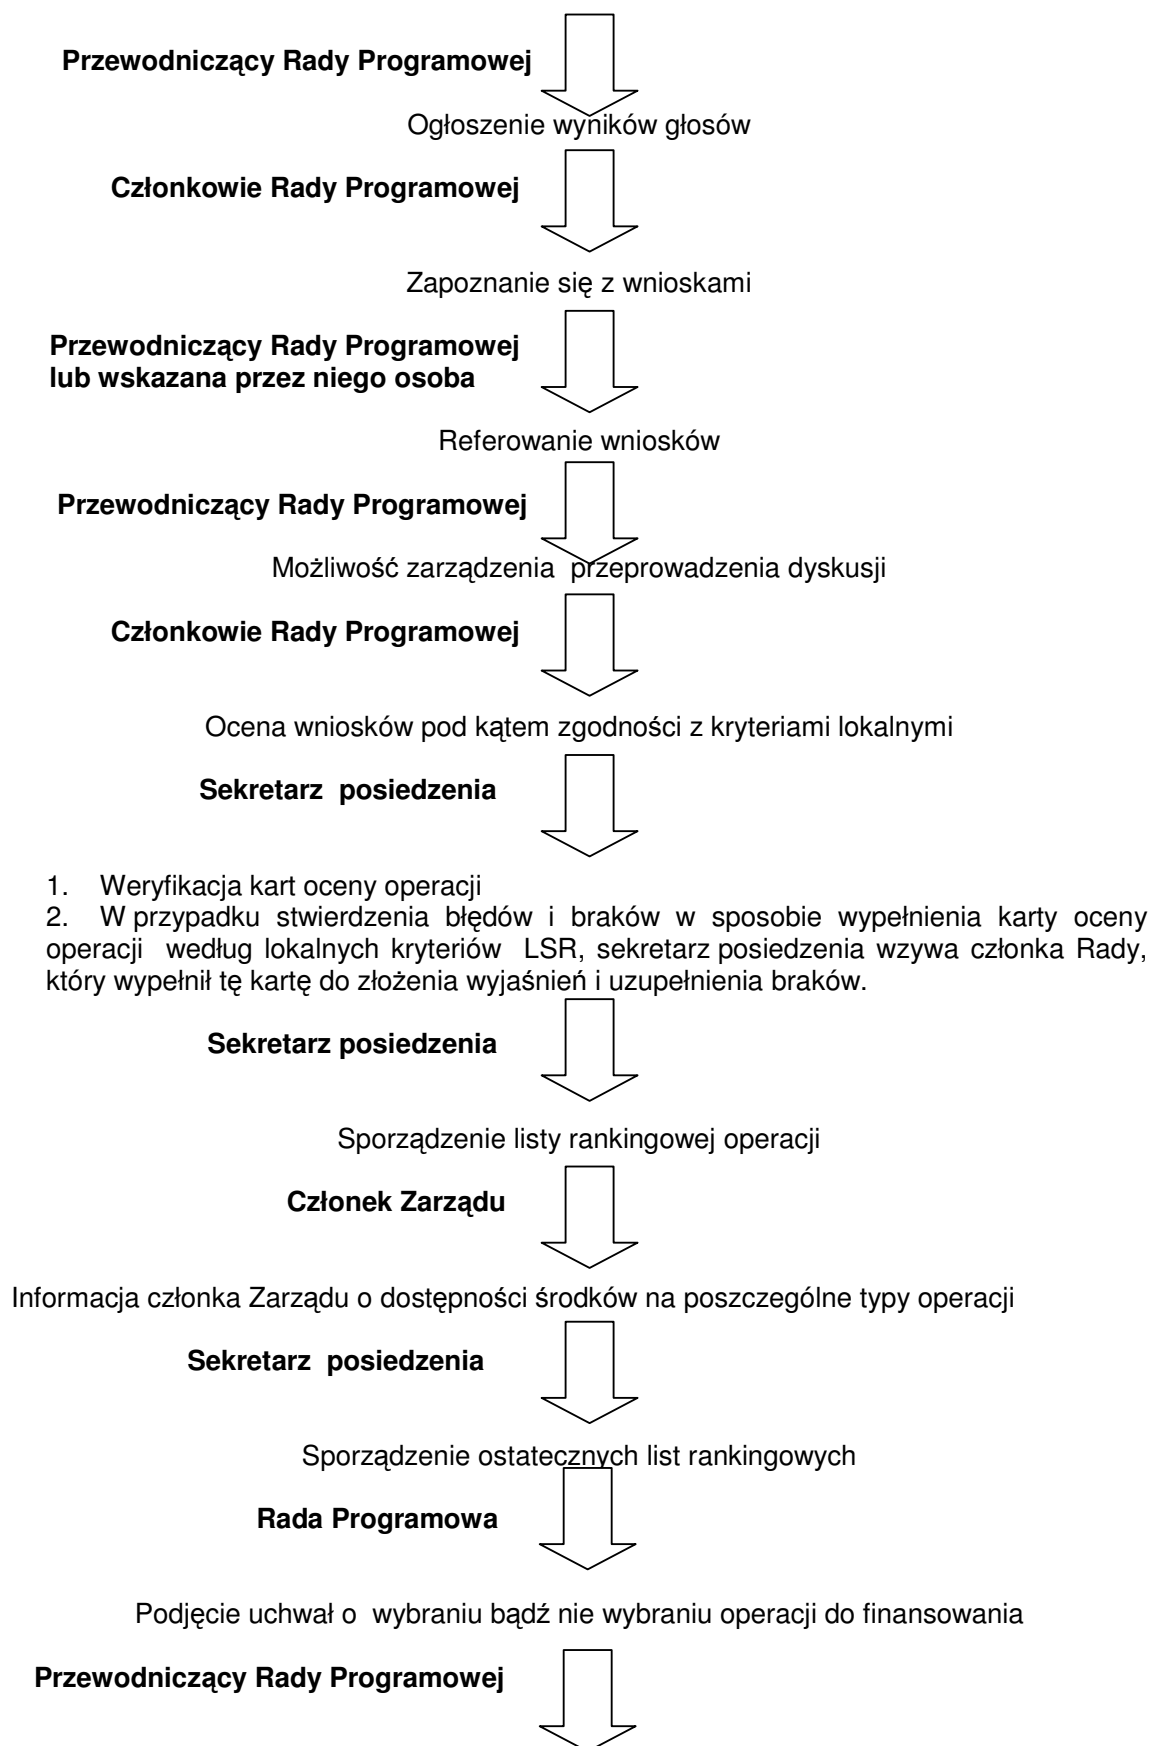 Przewodniczący Rady Programowej
Ogłoszenie wyników głosów
Członkowie Rady Programowej
Zapoznanie się z wnioskami
Przewodniczący Rady Programowej
lub wskazana przez niego osoba
Referowanie wniosków
Przewodniczący Rady Programowej
Możliwość zarządzenia przeprowadzenia dyskusji
Członkowie Rady Programowej
Ocena wniosków pod kątem zgodności z kryteriami lokalnymi
Sekretarz posiedzenia
1. Weryfikacja kart oceny operacji
2. W przypadku stwierdzenia błędów i braków w sposobie wypełnienia karty oceny
operacji według lokalnych kryteriów LSR, sekretarz posiedzenia wzywa członka Rady,
który wypełnił tę kartę do złożenia wyjaśnień i uzupełnienia braków.
Sekretarz posiedzenia
Sporządzenie listy rankingowej operacji
Członek Zarządu
Informacja członka Zarządu o dostępności środków na poszczególne typy operacji
Sekretarz posiedzenia
Sporządzenie ostatecznych list rankingowych
Rada Programowa
Podjęcie uchwał o wybraniu bądź nie wybraniu operacji do finansowania
Przewodniczący Rady Programowej